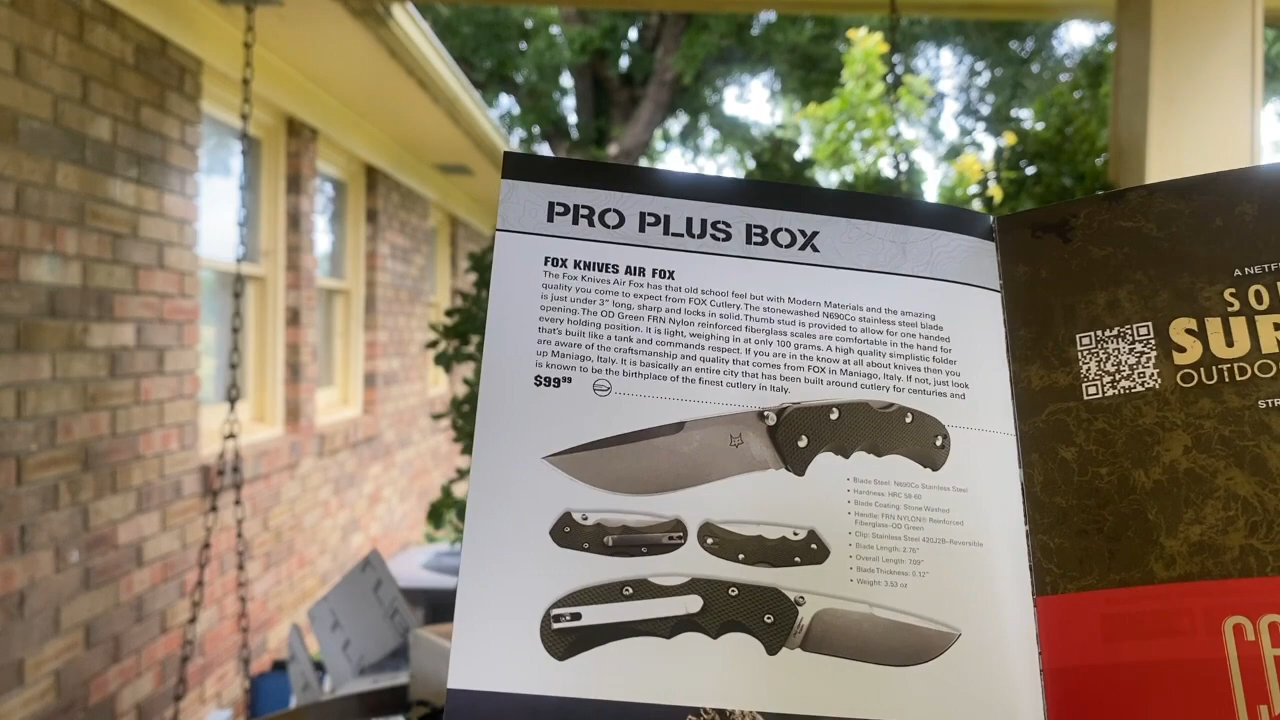 PRO PLUS BOX
FOX KNIVES AIR FOX
The Fox Knives Air Fox has that old school feel but with Modern Materials and the amazing
quality you come to expect from FOX Cutlery. The stonewashed N690Co stainless steel blade
is just under 3" long, sharp and locks in solid. Thumb stud is provided to allow for one handed
opening. The OD Green FRN Nylon reinforced fiberglass scales are comfortable in the hand for
every holding position. It is light, weighing in at only 100 grams. A high quality simplistic folder
that's built like a tank and commands respect. If you are in the know at all about knives then you
are aware of the craftsmanship and quality that comes from FOX in Maniago, Italy. If not, just look
up Maniago, Italy. It is basically an entire city that has been built around cutlery for centuries and
is known to be the birthplace of the finest cutlery in Italy.
$99⁹⁹
• Blade Steel: N690Co Stainless Steel
• Hardness: HRC 58-60
• Blade Coating: Stone Washed
• Handle: FRN NYLON® Reinforced
Fiberglass–OD Green
• Clip: Stainless Steel 420J2B–Reversible
• Blade Length: 2.76"
• Overall Length: 7.09"
• Blade Thickness: 0.12"
• Weight: 3.53 oz
A NETF
SO
SUR
OUTDO
STR